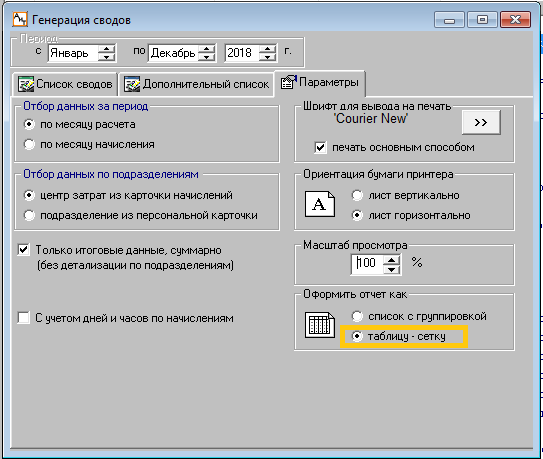 Генерация сводов
Период
с Январь по Декабрь 2018 г.
Список сводов Дополнительный список Параметры
Отбор данных за период
по месяцу расчета
по месяцу начисления
Отбор данных по подразделениям
центр затрат из карточки начислений
подразделение из персональной карточки
Только итоговые данные, суммарно
(без детализации по подразделениям)
С учетом дней и часов по начислениям
Шрифт для вывода на печать
'Courier New' >>
печать основным способом
Ориентация бумаги принтера
A
лист вертикально
лист горизонтально
Масштаб просмотра
100 %
Оформить отчет как
список с группировкой
таблицу - сетку